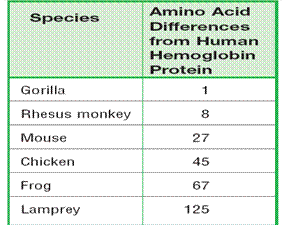 Species
Amino Acid
Differences
from Human
Hemoglobin
Protein
Gorilla 1
Rhesus monkey 8
Mouse 27
Chicken 45
Frog 67
Lamprey 125